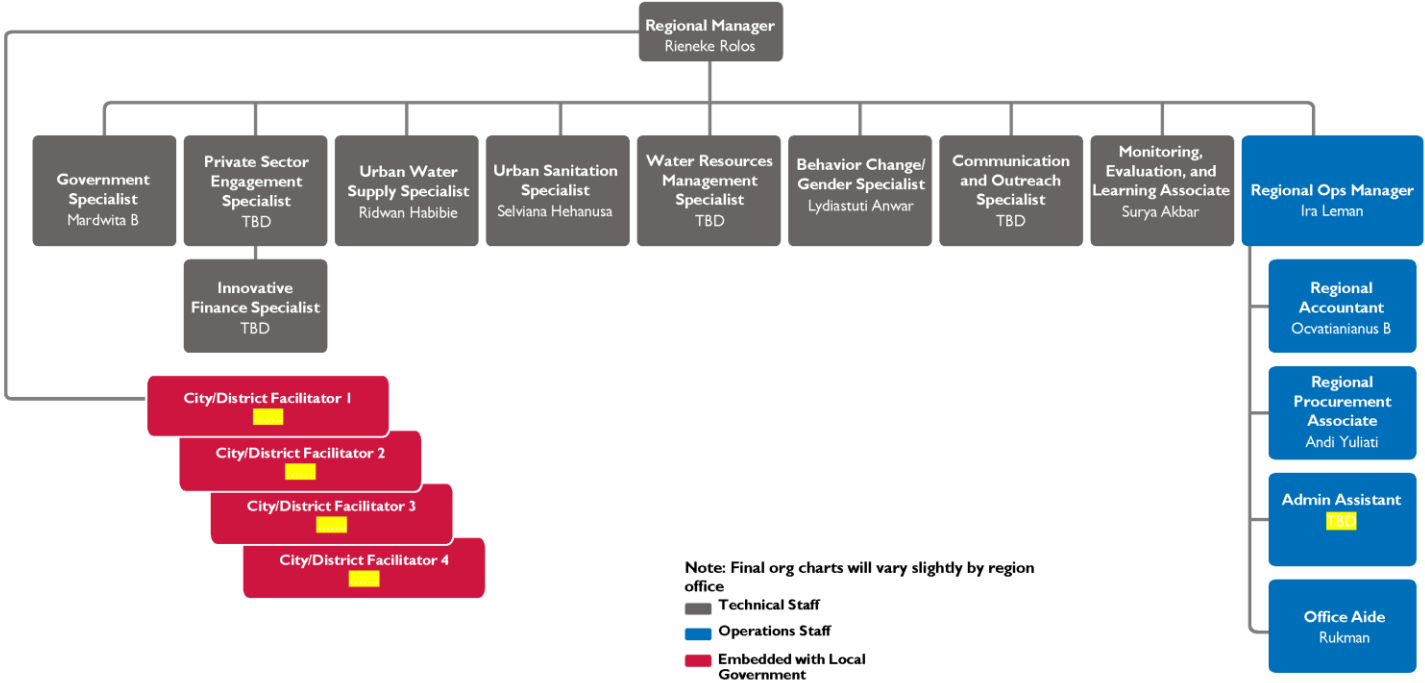 Regional Manager
Rieneke Rolos
Government
Specialist
Mardwita B
Private Sector
Engagement
Specialist
TBD
Urban Water
Supply Specialist
Ridwan Habibie
Urban Sanitation
Specialist
Selviana Hehanusa
Water Resources
Management
Specialist
TBD
Behavior Change/
Gender Specialist
Lydiastuti Anwar
Communication
and Outreach
Specialist
TBD
Monitoring,
Evaluation, and
Learning Associate
Surya Akbar
Regional Ops Manager
Ira Leman
Innovative
Finance Specialist
TBD
Regional
Accountant
Ocvatianianus B
Regional
Procurement
Associate
Andi Yuliati
Admin Assistant
TBD
Office Aide
Rukman
City/District Facilitator 1
......
City/District Facilitator 2
......
City/District Facilitator 3
......
City/District Facilitator 4
......
Note: Final org charts will vary slightly by region
office
Technical Staff
Operations Staff
Embedded with Local
Government